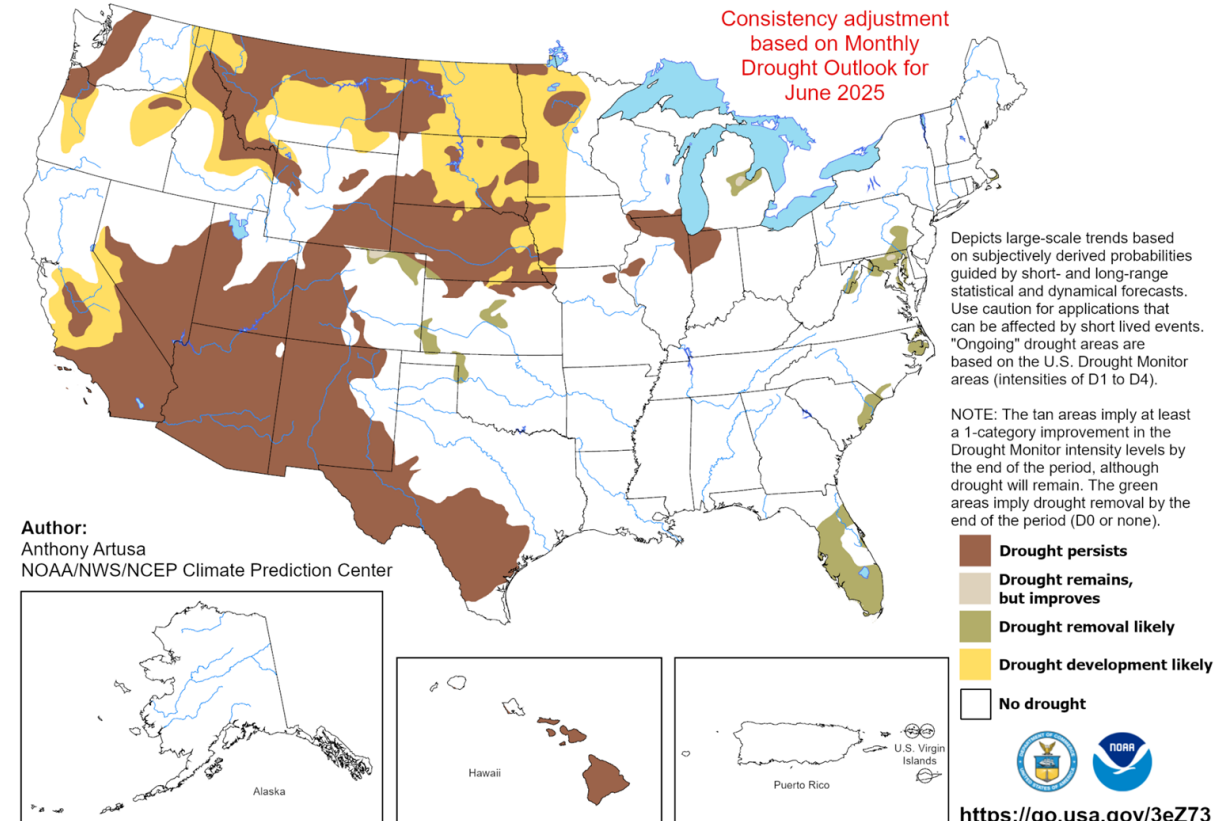 Consistency adjustment
based on Monthly
Drought Outlook for
June 2025
Depicts large-scale trends based
on subjectively derived probabilities
guided by short- and long-range
statistical and dynamical forecasts.
Use caution for applications that
can be affected by short lived events.
"Ongoing" drought areas are
based on the U.S. Drought Monitor
areas (intensities of D1 to D4).
NOTE: The tan areas imply at least
a 1-category improvement in the
Drought Monitor intensity levels by
the end of the period, although
drought will remain. The green
areas imply drought removal by the
end of the period (D0 or none).
Author:
Anthony Artusa
NOAA/NWS/NCEP Climate Prediction Center
Drought persists
Drought remains,
but improves
Drought removal likely
Drought development likely
No drought
Alaska
Hawaii
Puerto Rico
U.S. Virgin
Islands
NOAA
https://go.usa.gov/3eZ73